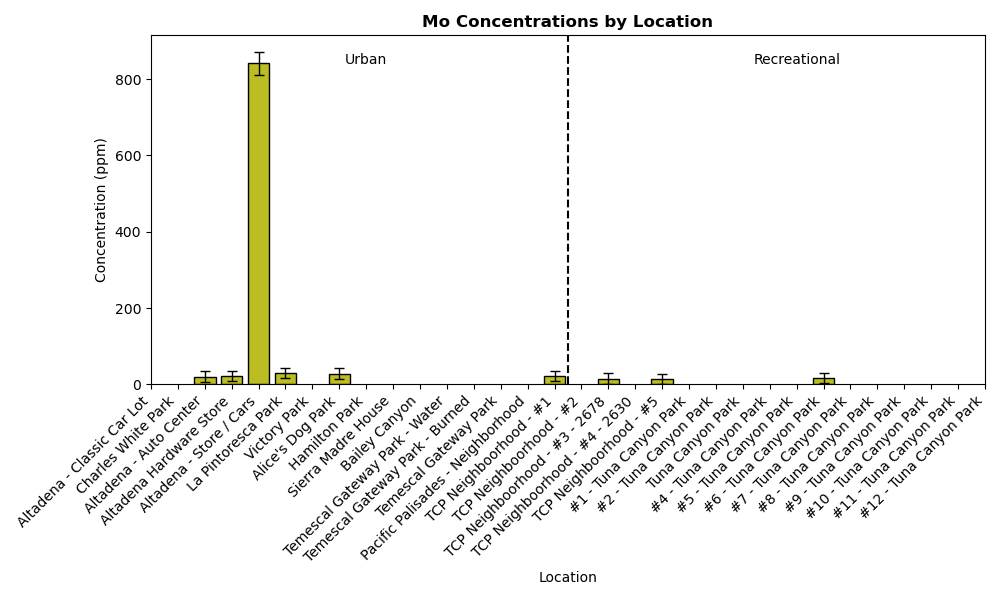 Mo Concentrations by Location
Urban
Recreational
Concentration (ppm)
800
600
400
200
0
Altadena - Classic Car Lot
Charles White Park
Altadena - Auto Center
Altadena Hardware Store
Altadena - Store / Cars
La Pintoresca Park
Victory Park
Alice's Dog Park
Hamilton Park
Sierra Madre House
Bailey Canyon
Temescal Gateway Park - Water
Temescal Gateway Park - Burned
Temescal Gateway Park
Pacific Palisades - Neighborhood
TCP Neighboorhood - #1
TCP Neighboorhood - #2
TCP Neighboorhood - #3 - 2678
TCP Neighboorhood - #4 - 2630
TCP Neighboorhood - #5
#1 - Tuna Canyon Park
#2 - Tuna Canyon Park
Tuna Canyon Park
#4 - Tuna Canyon Park
#5 - Tuna Canyon Park
#6 - Tuna Canyon Park
#7 - Tuna Canyon Park
#8 - Tuna Canyon Park
#9 - Tuna Canyon Park
#10 - Tuna Canyon Park
#11 - Tuna Canyon Park
#12 - Tuna Canyon Park
Location